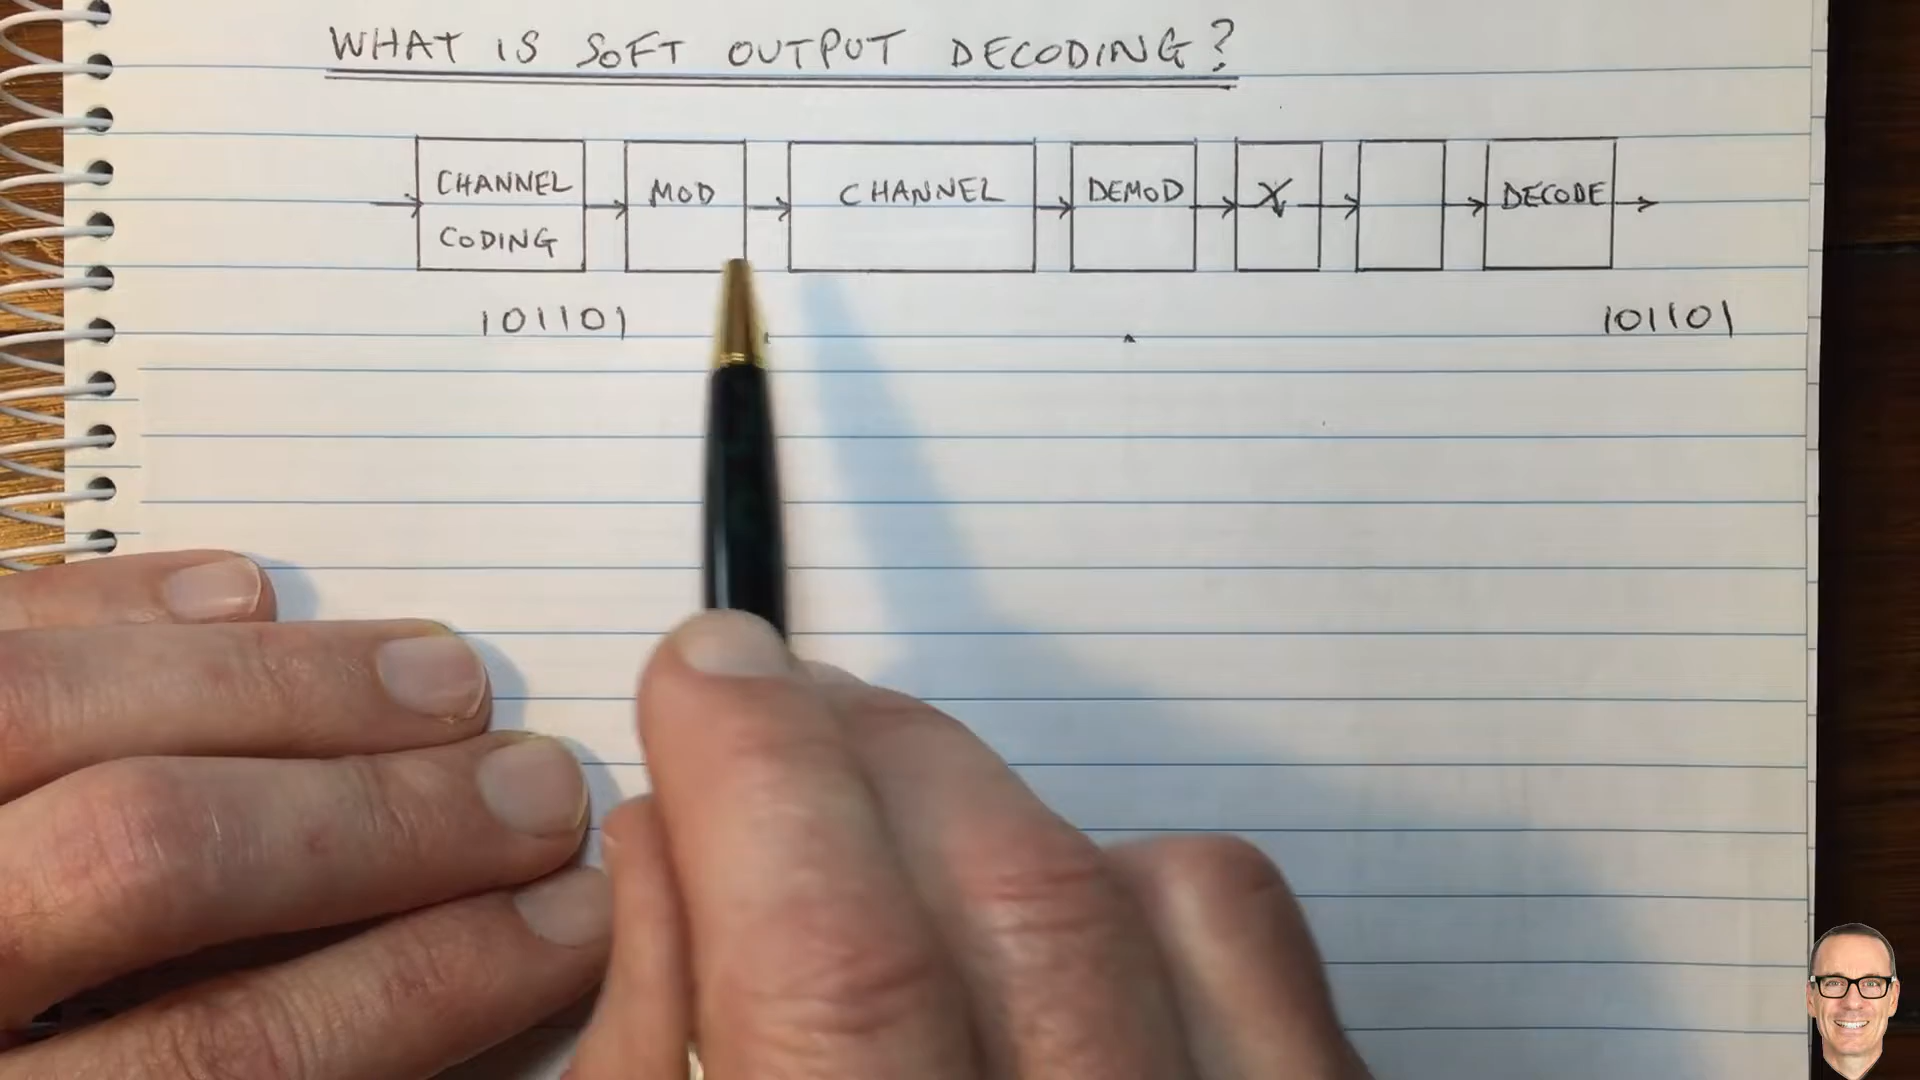 WHAT IS SOFT OUTPUT DECODING?
CHANNEL CODING
MOD
CHANNEL
DEMOD
DECODE
101101
101101